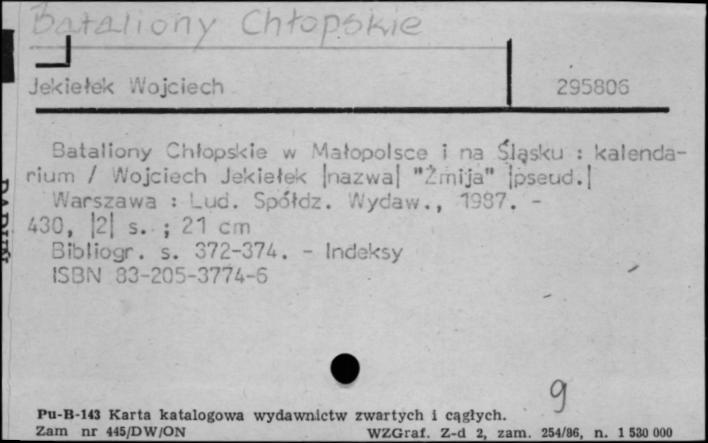 Bataliony Chłopskie
Jekiełek Wojciech 295806
Bataliony Chłopskie w Małopolsce i na Śląsku : kalenda-
rium / Wojciech Jekiełek |nazwa| "Żmija" |pseud.|
Warszawa : Lud. Spółdz. Wydaw., 1987. -
430, |2| s. ; 21 cm
Bibliogr. s. 372-374. - Indeksy
ISBN 83-205-3774-6
9
Pu-B-143 Karta katalogowa wydawnictw zwartych i cągłych.
Zam nr 445/DW/ON WZGraf. Z-d 2, zam. 254/86, n. 1 530 000